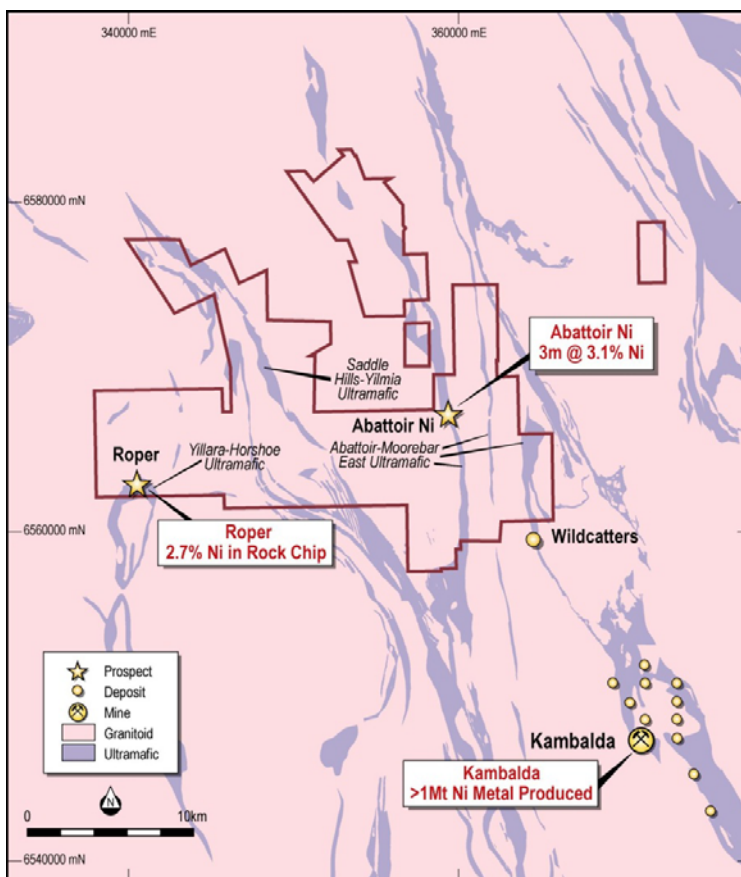 340000 mE
360000 mE
6580000 mN
Abattoir Ni
3m @ 3.1% Ni
Saddle
Hills-Yilmia
Ultramafic
Abattoir Ni
Roper
Yillara-Horshoe
Ultramafic
Abattoir-Moorebar
East Ultramafic
6560000 mN
Roper
2.7% Ni in Rock Chip
Wildcatters
Prospect
Deposit
Mine
Granitoid
Ultramafic
Kambalda
Kambalda
>1Mt Ni Metal Produced
N
0
10km
6540000 mN